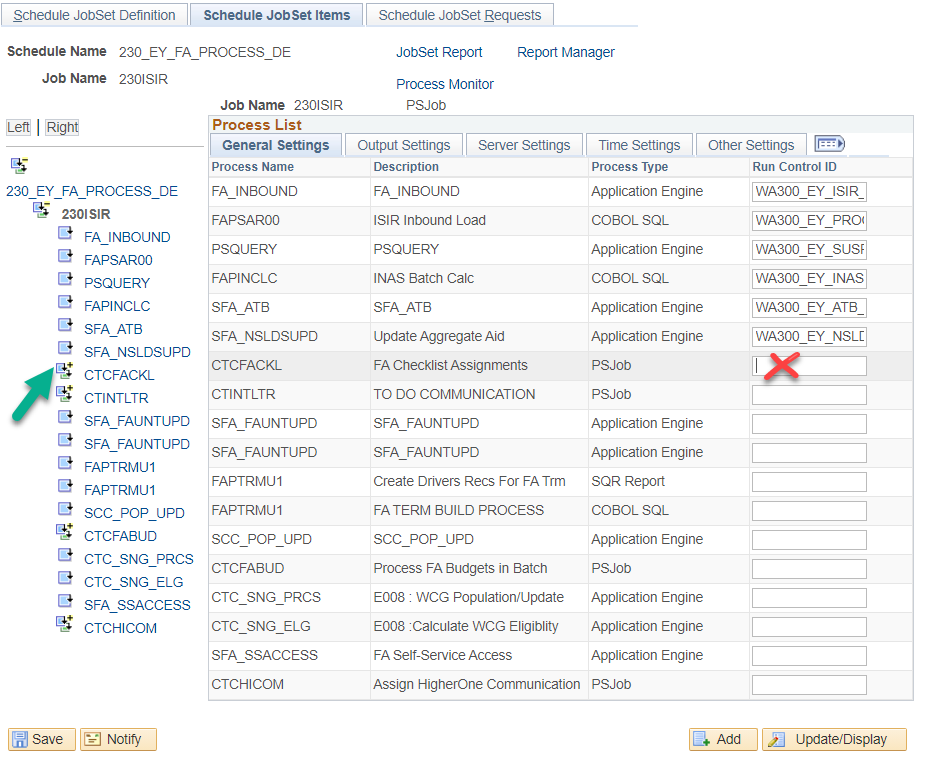 Schedule JobSet Definition
Schedule JobSet Items
Schedule JobSet Requests
Schedule Name 230_EY_FA_PROCESS_DE
JobSet Report
Report Manager
Job Name 230ISIR
Process Monitor
Job Name 230ISIR PSJob
Left | Right
230_EY_FA_PROCESS_DE
230ISIR
FA_INBOUND
FAPSAR00
PSQUERY
FAPINCLC
SFA_ATB
SFA_NSLDSUPD
CTCFACKL
CTINTLTR
SFA_FAUNTUPD
SFA_FAUNTUPD
FAPTRMU1
FAPTRMU1
SCC_POP_UPD
CTCFABUD
CTC_SNG_PRCS
CTC_SNG_ELG
SFA_SSACCESS
CTCHICOM
Process List
General Settings Output Settings Server Settings Time Settings Other Settings
Process Name Description Process Type Run Control ID
FA_INBOUND FA_INBOUND Application Engine WA300_EY_ISIR_
FAPSAR00 ISIR Inbound Load COBOL SQL WA300_EY_PRO
PSQUERY PSQUERY Application Engine WA300_EY_SUSP
FAPINCLC INAS Batch Calc COBOL SQL WA300_EY_INAS
SFA_ATB SFA_ATB Application Engine WA300_EY_ATB_
SFA_NSLDSUPD Update Aggregate Aid Application Engine WA300_EY_NSLD
CTCFACKL FA Checklist Assignments PSJob
CTINTLTR TO DO COMMUNICATION PSJob
SFA_FAUNTUPD SFA_FAUNTUPD Application Engine
SFA_FAUNTUPD SFA_FAUNTUPD Application Engine
FAPTRMU1 Create Drivers Recs For FA Trm SQR Report
FAPTRMU1 FA TERM BUILD PROCESS COBOL SQL
SCC_POP_UPD SCC_POP_UPD Application Engine
CTCFABUD Process FA Budgets in Batch PSJob
CTC_SNG_PRCS E008 : WCG Population/Update Application Engine
CTC_SNG_ELG E008 :Calculate WCG Eligiblity Application Engine
SFA_SSACCESS FA Self-Service Access Application Engine
CTCHICOM Assign HigherOne Communication PSJob
Save
Notify
Add
Update/Display